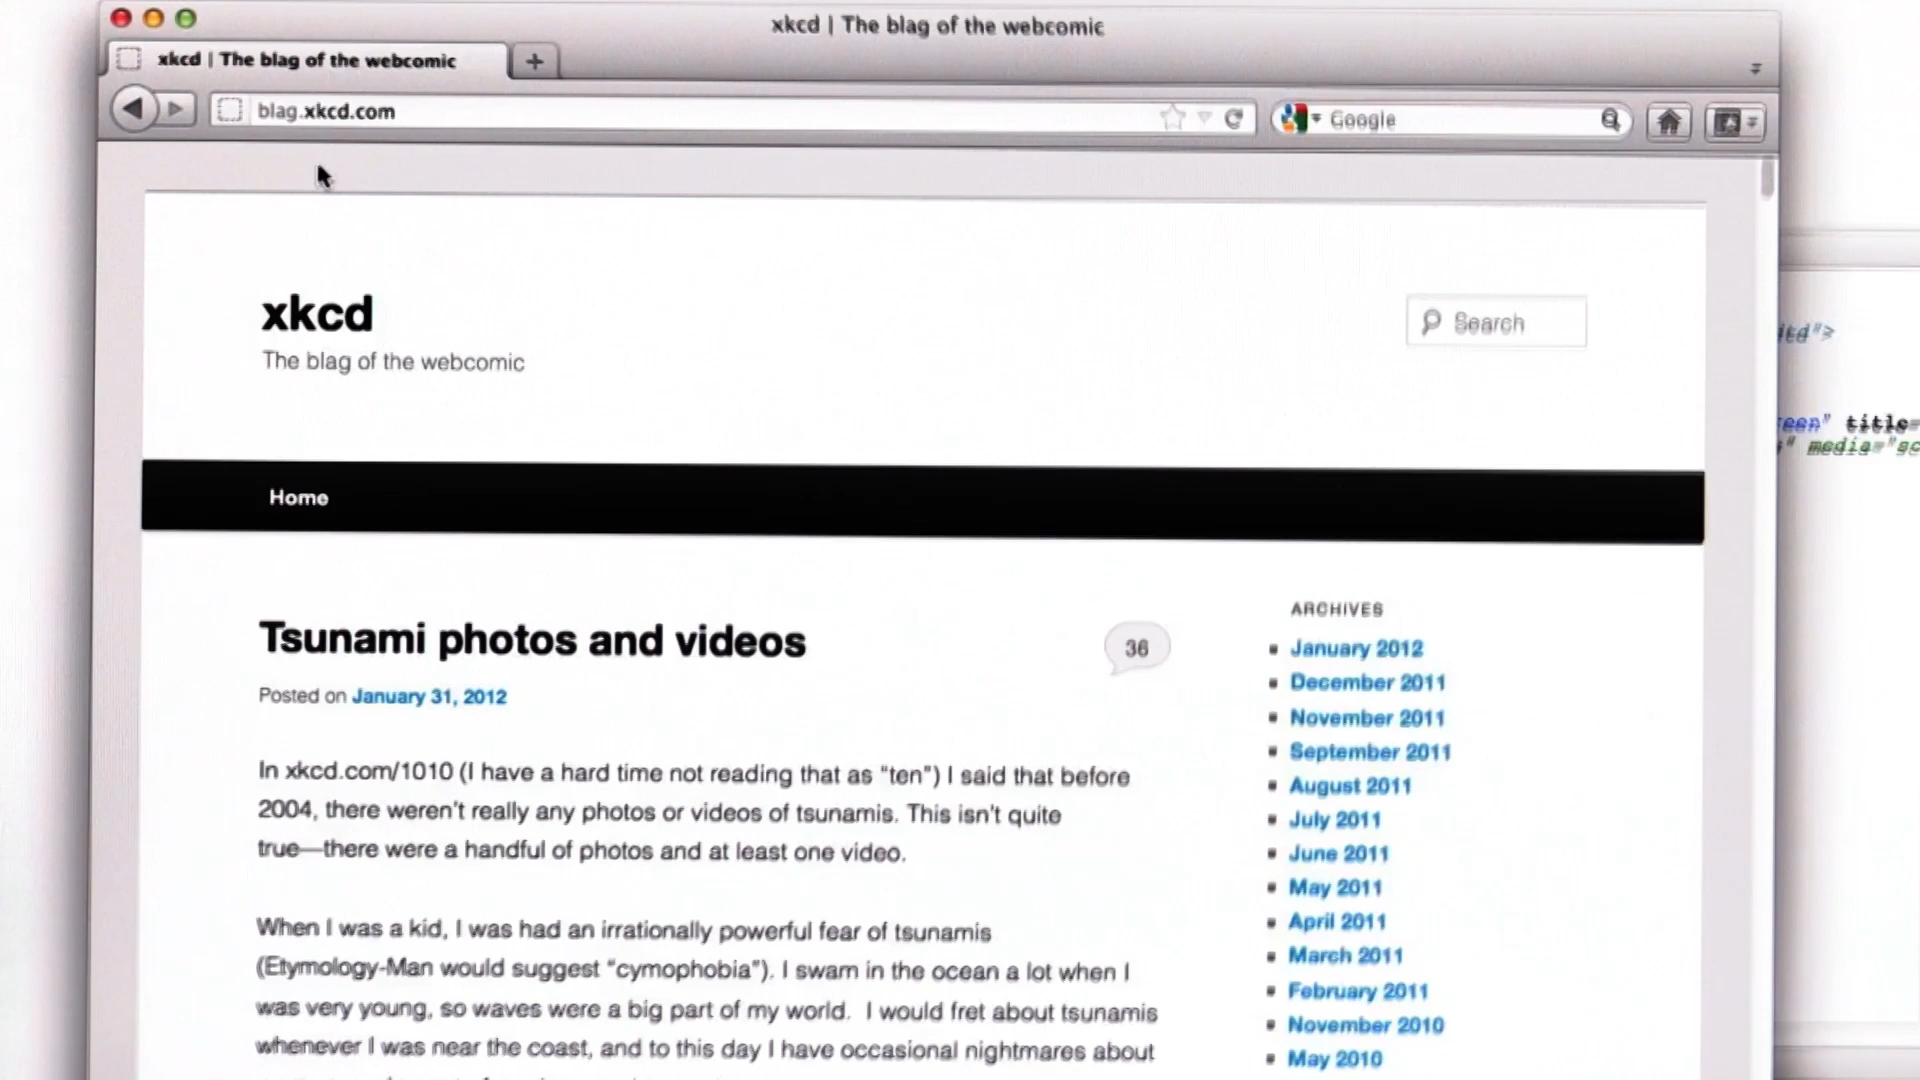 xkcd | The blag of the webcomic
xkcd | The blag of the webcomic
blag.xkcd.com
Google
xkcd
The blag of the webcomic
Search
Home
Tsunami photos and videos
36
Posted on January 31, 2012
In xkcd.com/1010 (I have a hard time not reading that as “ten”) I said that before
2004, there weren't really any photos or videos of tsunamis. This isn't quite
true—there were a handful of photos and at least one video.
When I was a kid, I was had an irrationally powerful fear of tsunamis
(Etymology-Man would suggest “cymophobia”). I swam in the ocean a lot when I
was very young, so waves were a big part of my world. I would fret about tsunamis
whenever I was near the coast, and to this day I have occasional nightmares about
ARCHIVES
January 2012
December 2011
November 2011
September 2011
August 2011
July 2011
June 2011
May 2011
April 2011
March 2011
February 2011
November 2010
May 2010
title=
media="sc